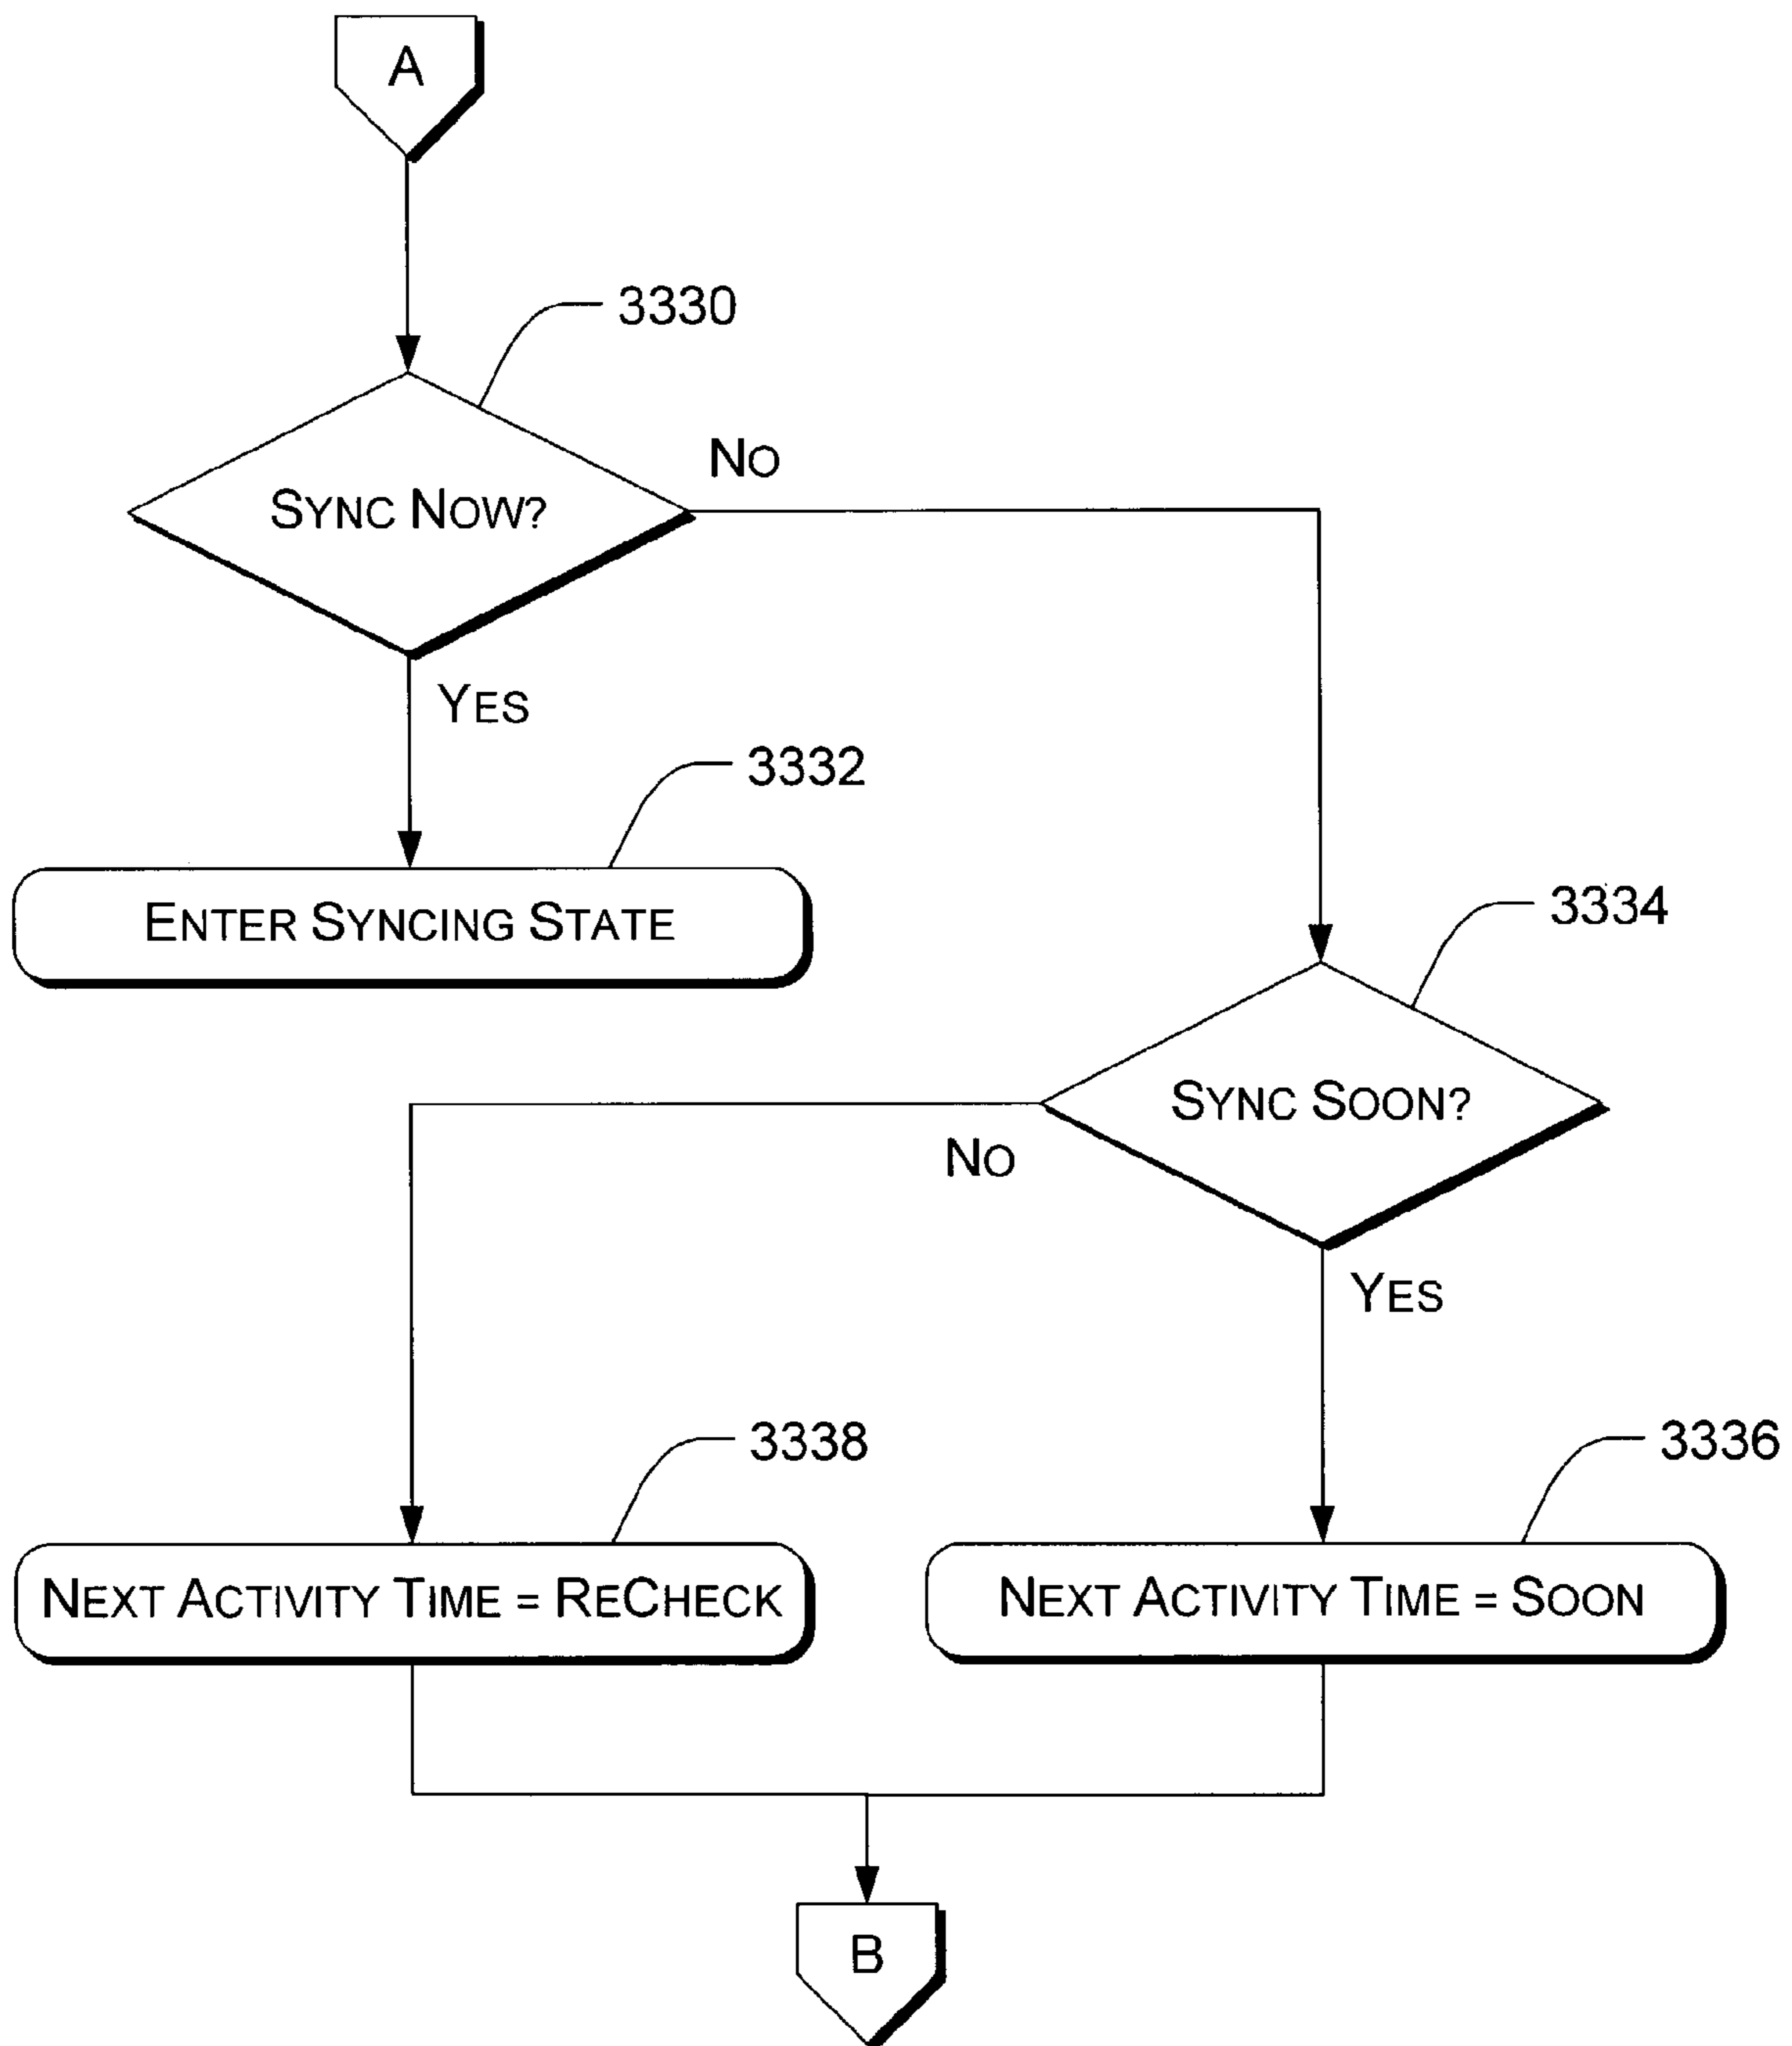 A
3330
NO
SYNC NOW?
YES
3332
ENTER SYNCING STATE
3334
SYNC SOON?
NO
YES
3338
3336
NEXT ACTIVITY TIME = RECHECK
NEXT ACTIVITY TIME = SOON
B